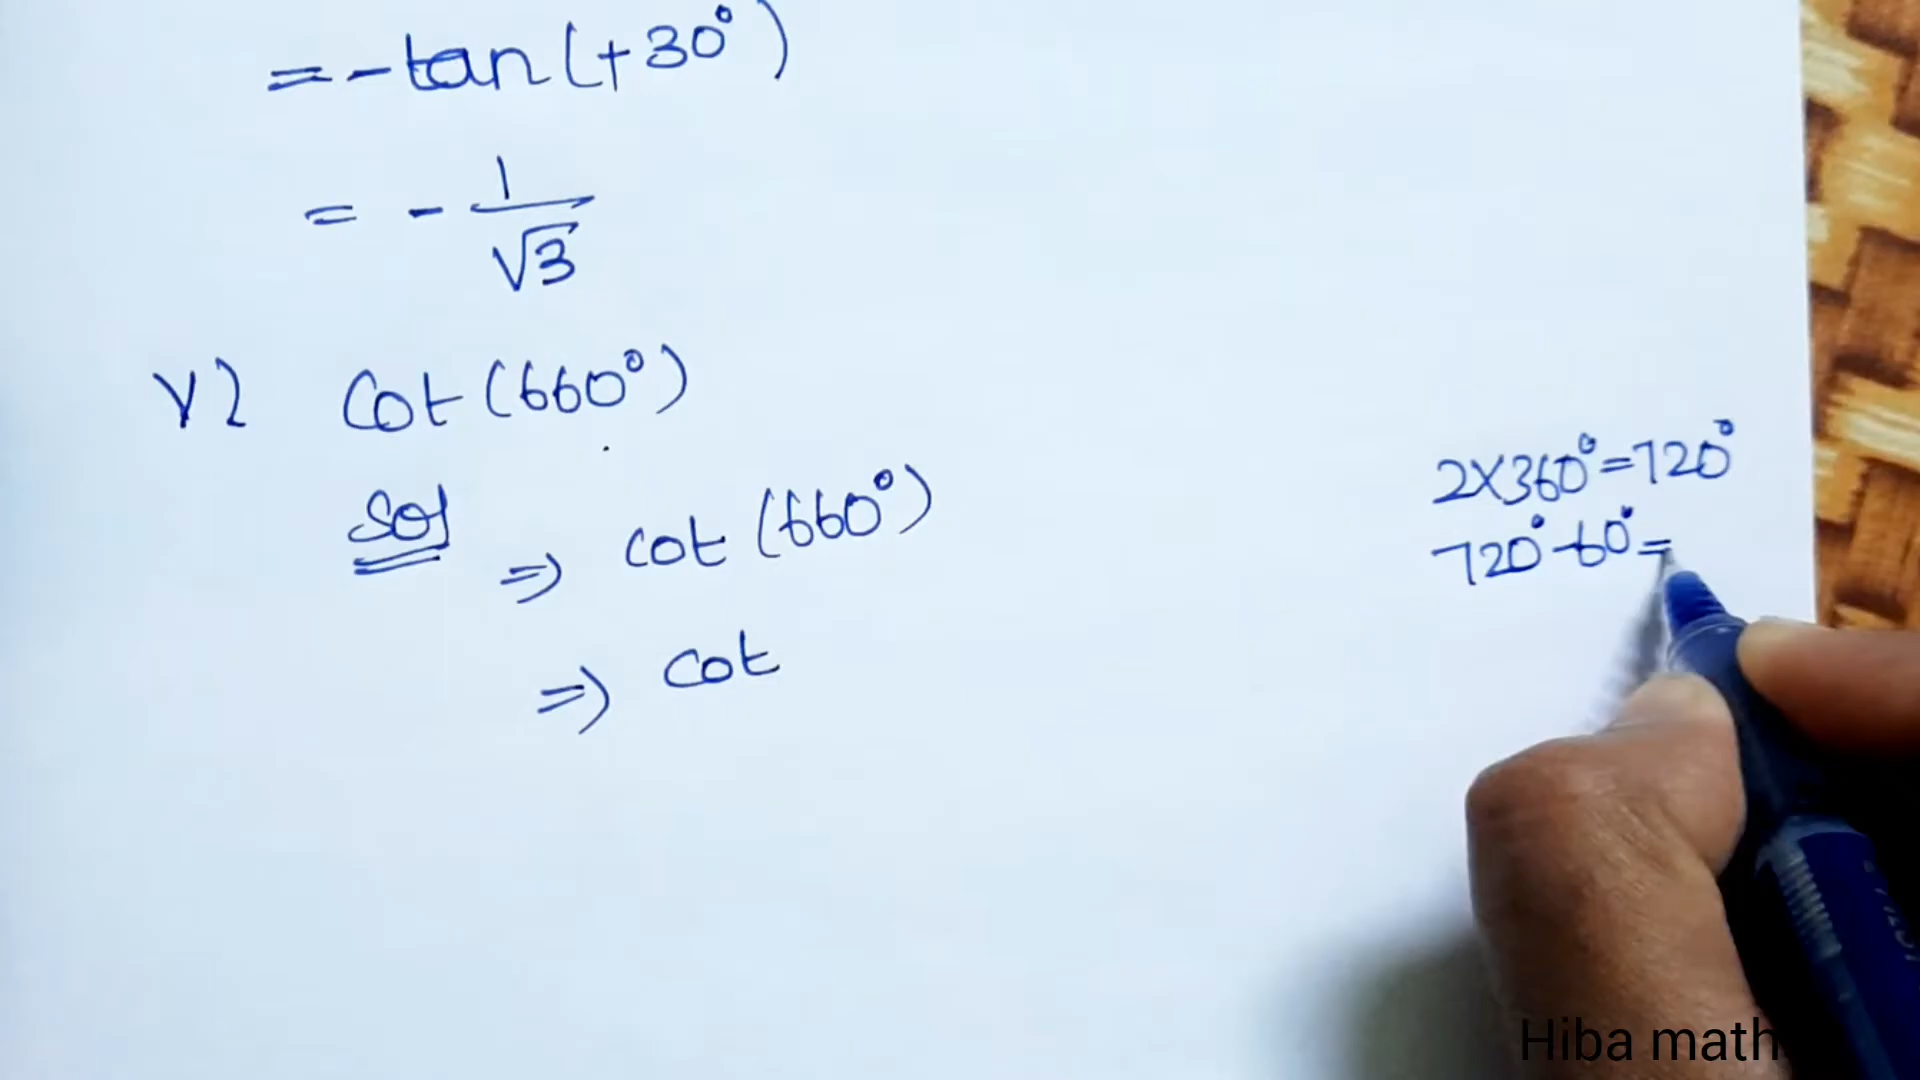 = - tan (+30°)
= - 1/√3
V) Cot (660°)
Sol
⇒ cot (660°)
⇒ cot
2×360° = 720°
720° - 60° =
Hiba math